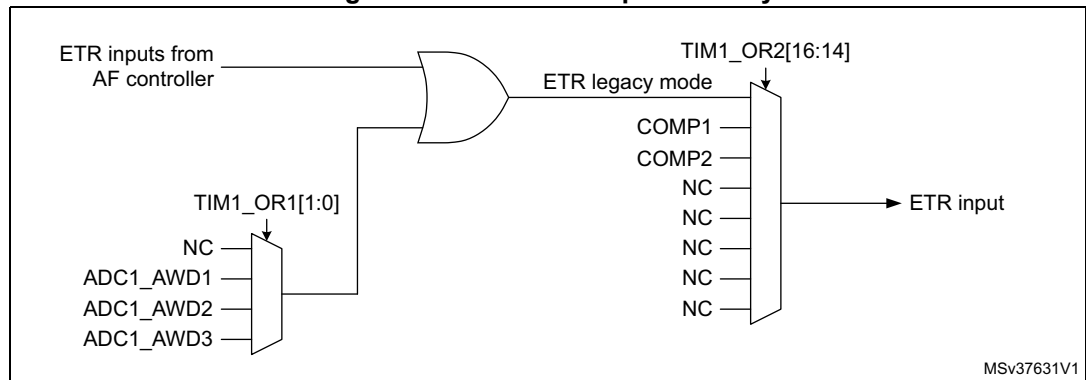 ETR inputs from
AF controller
TIM1_OR2[16:14]
ETR legacy mode
COMP1
COMP2
NC
NC
NC
NC
NC
ETR input
TIM1_OR1[1:0]
NC
ADC1_AWD1
ADC1_AWD2
ADC1_AWD3
MSv37631V1